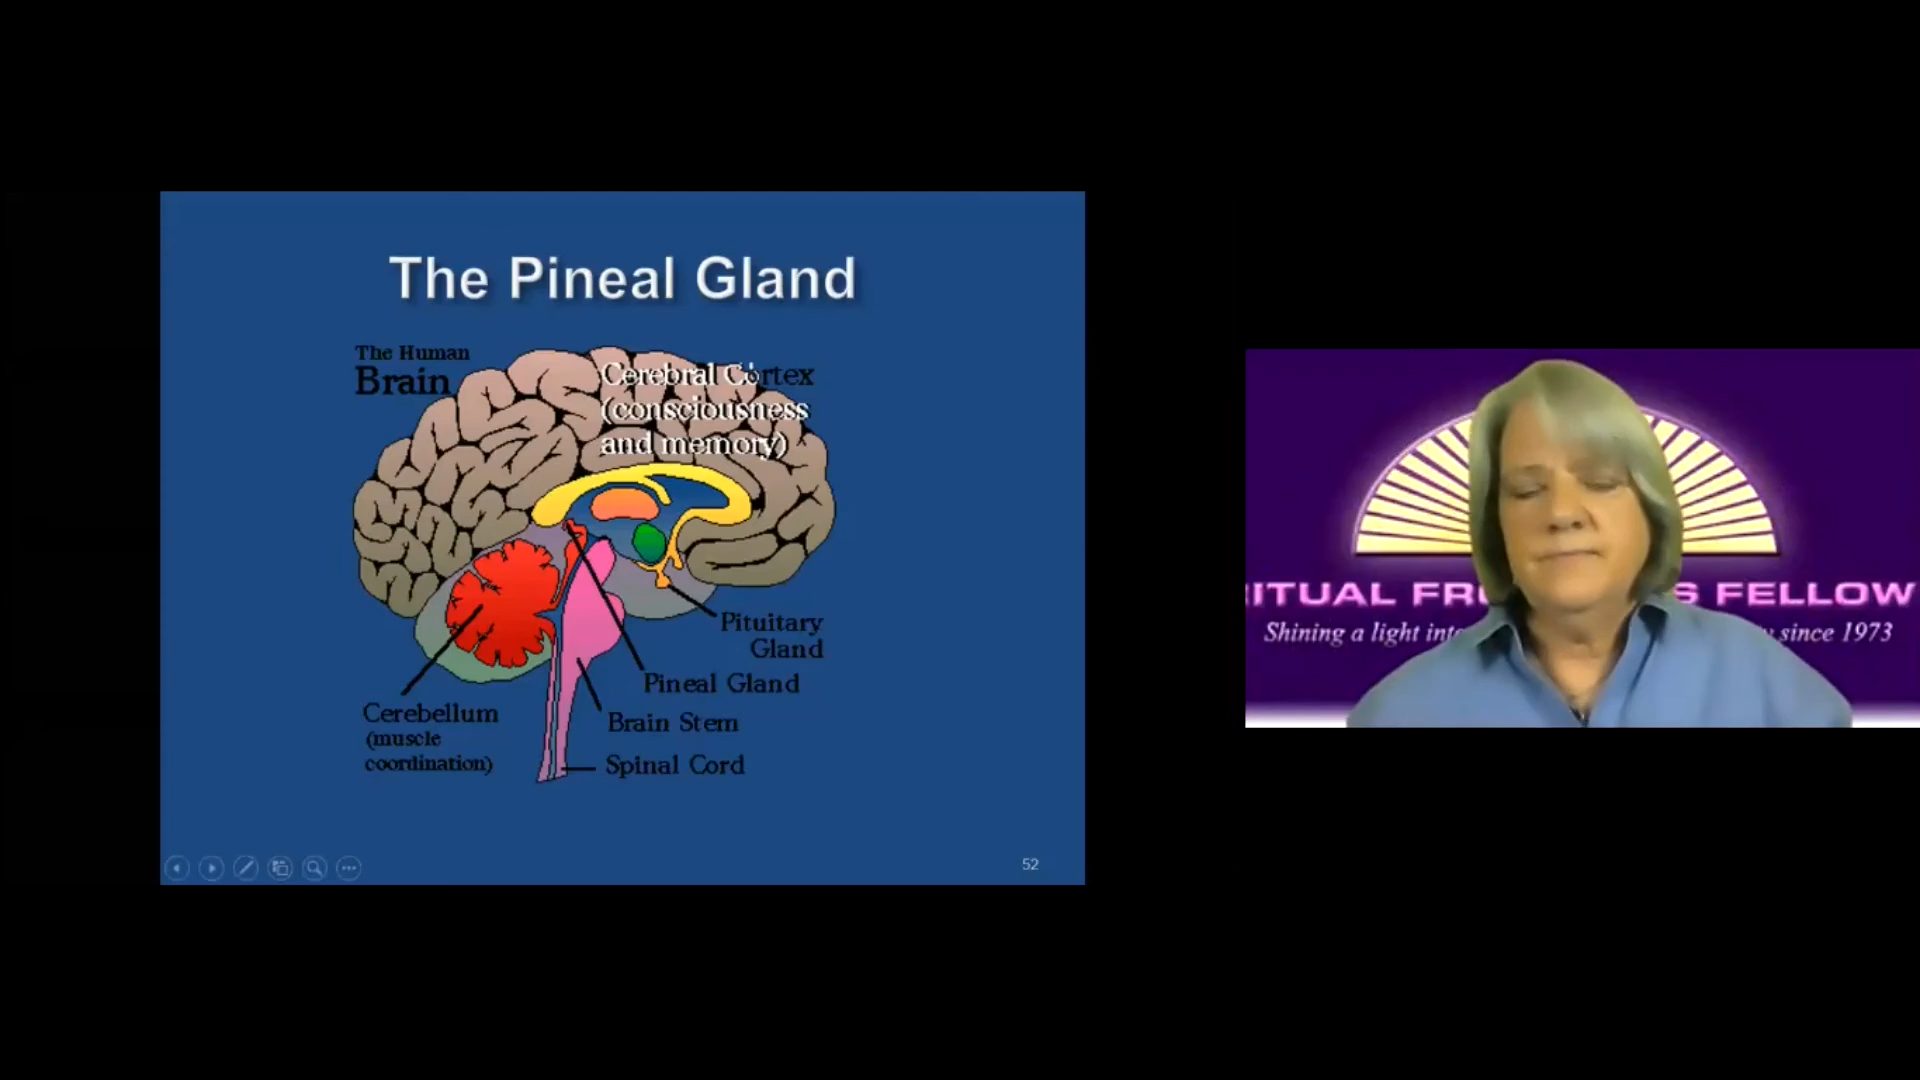 The Pineal Gland
The Human
Brain
Cerebral Cortex
(consciousness
and memory)
Pituitary
Gland
Pineal Gland
Brain Stem
Spinal Cord
Cerebellum
(muscle
coordination)
52
FELLOW
Shining a light
since 1973